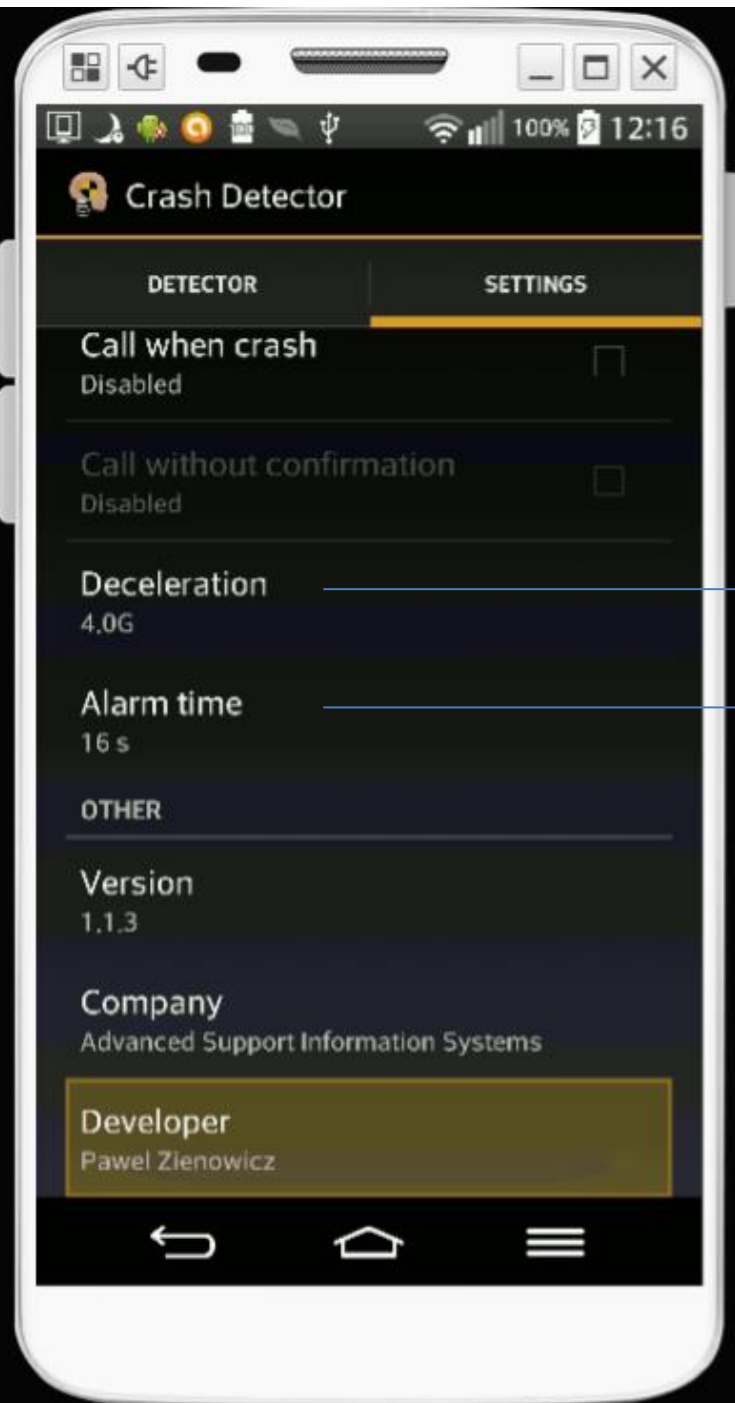 100% 12:16
Crash Detector
DETECTOR SETTINGS
Call when crash
Disabled
Call without confirmation
Disabled
Deceleration
4.0G
Alarm time
16 s
OTHER
Version
1.1.3
Company
Advanced Support Information Systems
Developer
Pawel Zienowicz